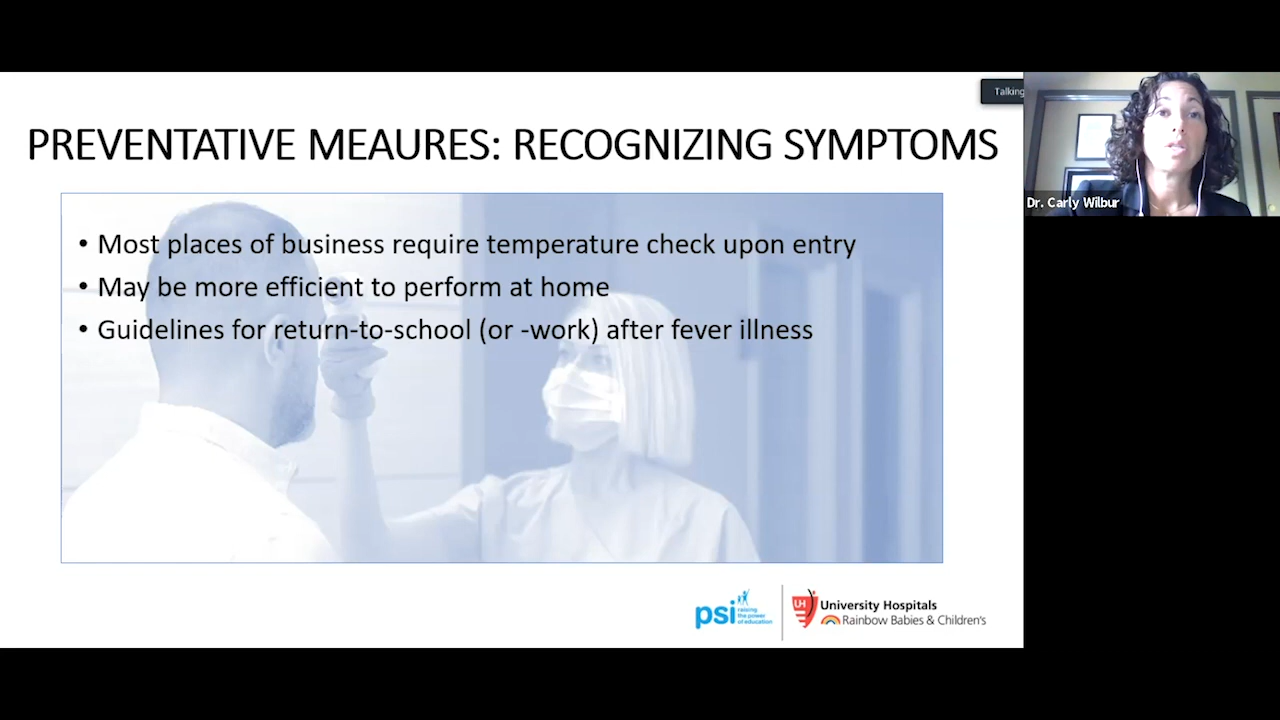 Talking
PREVENTATIVE MEAURES: RECOGNIZING SYMPTOMS
Dr. Carly Wilbur
• Most places of business require temperature check upon entry
• May be more efficient to perform at home
• Guidelines for return-to-school (or -work) after fever illness
psi raising
the power
of education
UH University Hospitals
Rainbow Babies & Children's